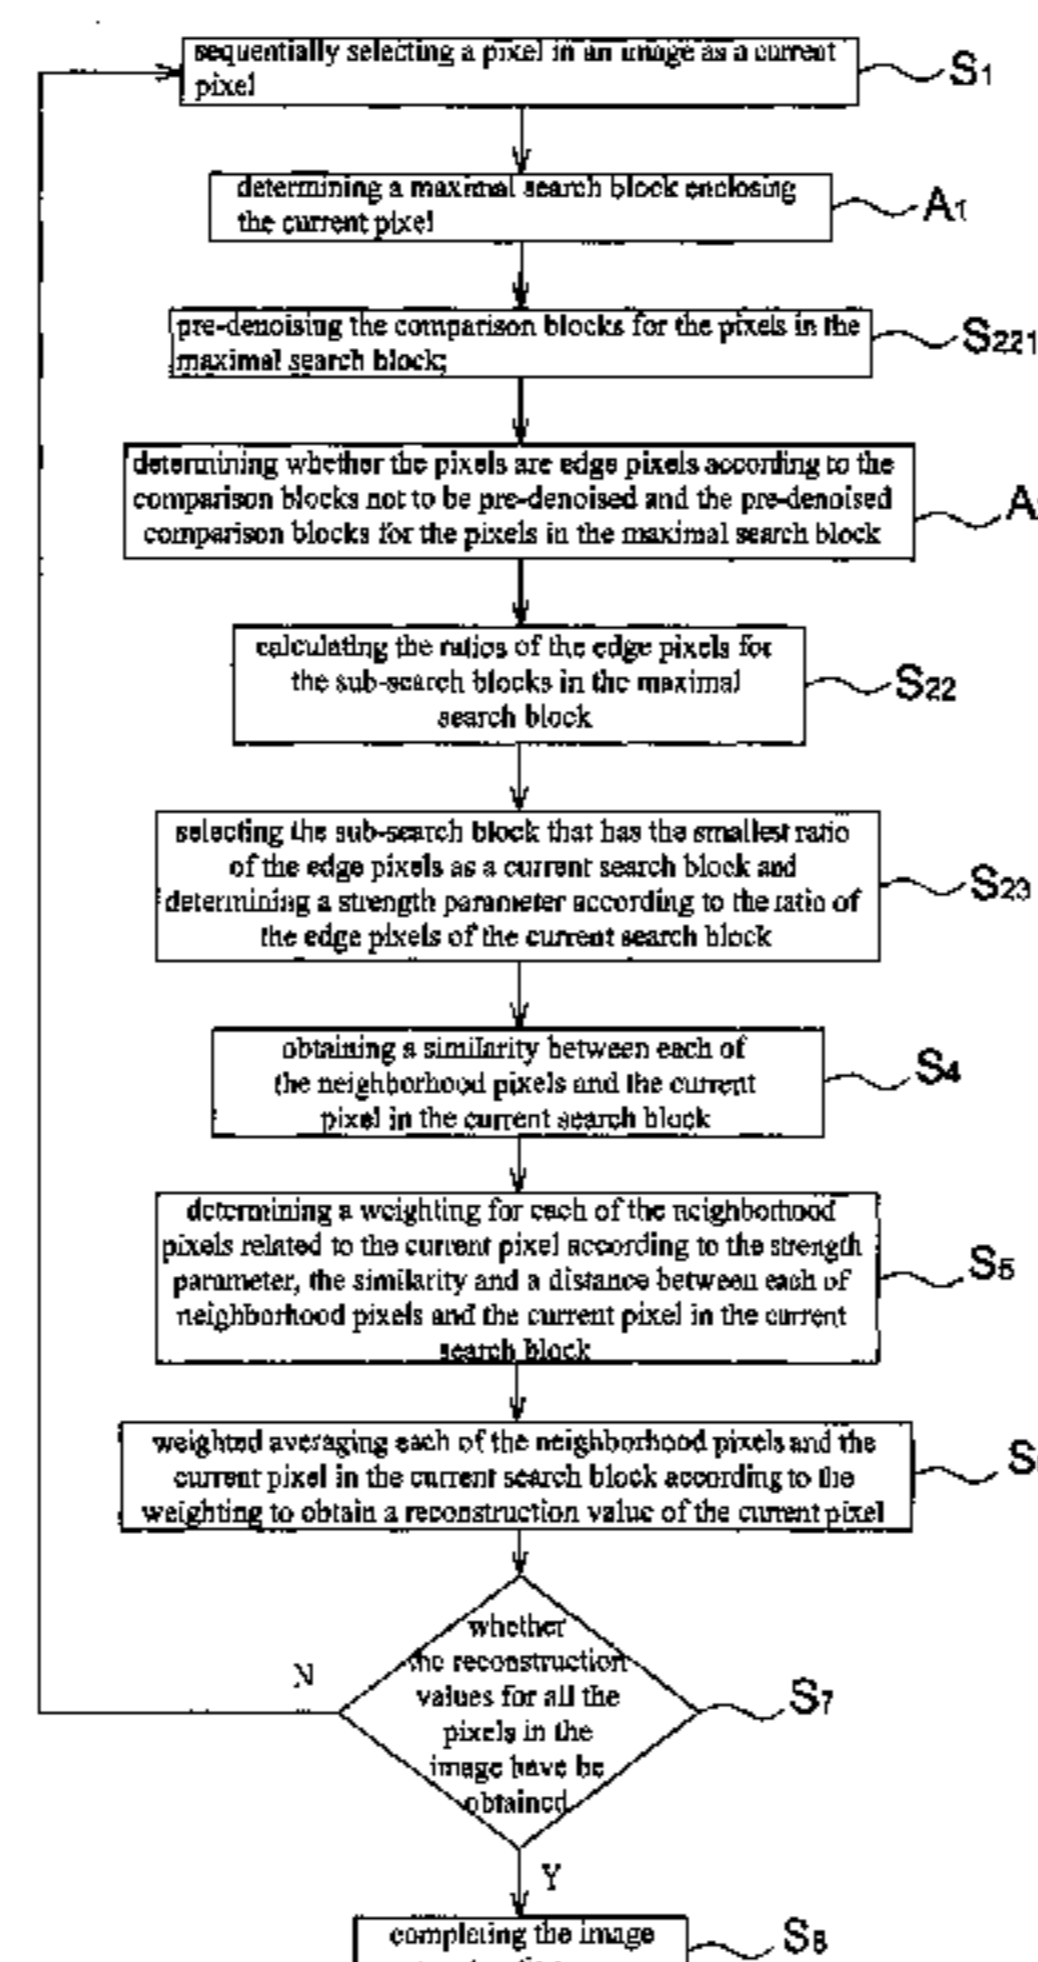 sequentially selecting a pixel in an image as a current
pixel
S1
determining a maximal search block enclosing
the current pixel
A1
pre-denoising the comparison blocks for the pixels in the
maximal search block;
S221
determining whether the pixels are edge pixels according to the
comparison blocks not to be pre-denoised and the pre-denoised
comparison blocks for the pixels in the maximal search block
A
calculating the ratios of the edge pixels for
the sub-search blocks in the maximal
search block
S22
selecting the sub-search block that has the smallest ratio
of the edge pixels as a current search block and
determining a strength parameter according to the ratio of
the edge pixels of the current search block
S23
obtaining a similarity between each of
the neighborhood pixels and the current
pixel in the current search block
S4
determining a weighting for each of the neighborhood
pixels related to the current pixel according to the strength
parameter, the similarity and a distance between each of
neighborhood pixels and the current pixel in the current
search block
S5
weighted averaging each of the neighborhood pixels and the
current pixel in the current search block according to the
weighting to obtain a reconstruction value of the current pixel
S
whether
the reconstruction
values for all the
pixels in the
image have be
obtained
S7
N
Y
completing the image
S8